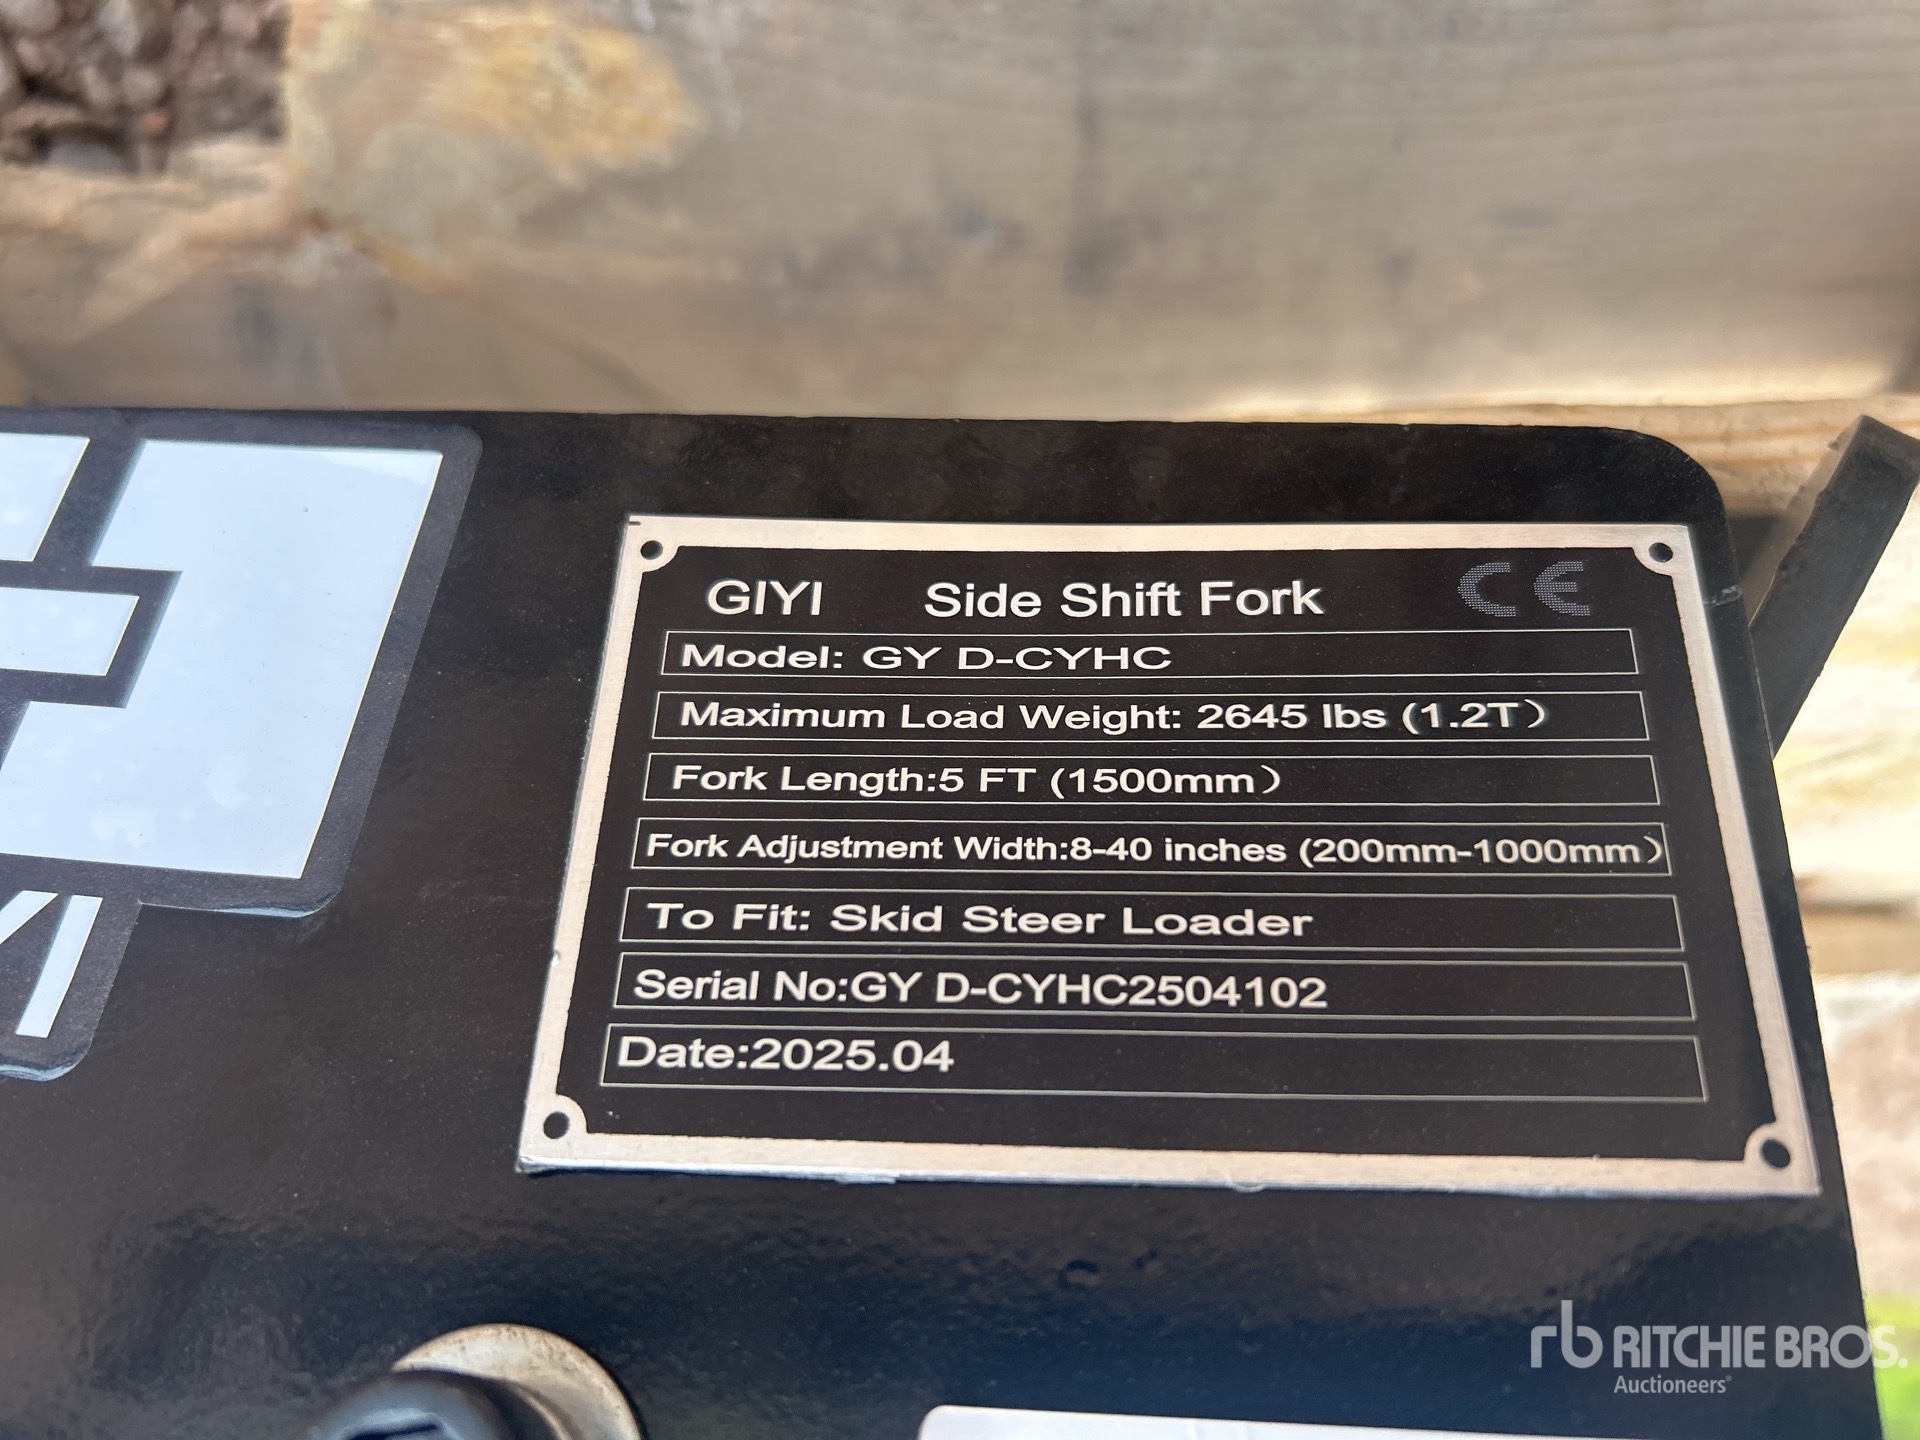 GIYI Side Shift Fork CE
Model: GY D-CYHC
Maximum Load Weight: 2645 lbs (1.2T）
Fork Length:5 FT (1500mm）
Fork Adjustment Width:8-40 inches (200mm-1000mm）
To Fit: Skid Steer Loader
Serial No:GY D-CYHC2504102
Date:2025.04
rb RITCHIE BROS.
Auctioneers®